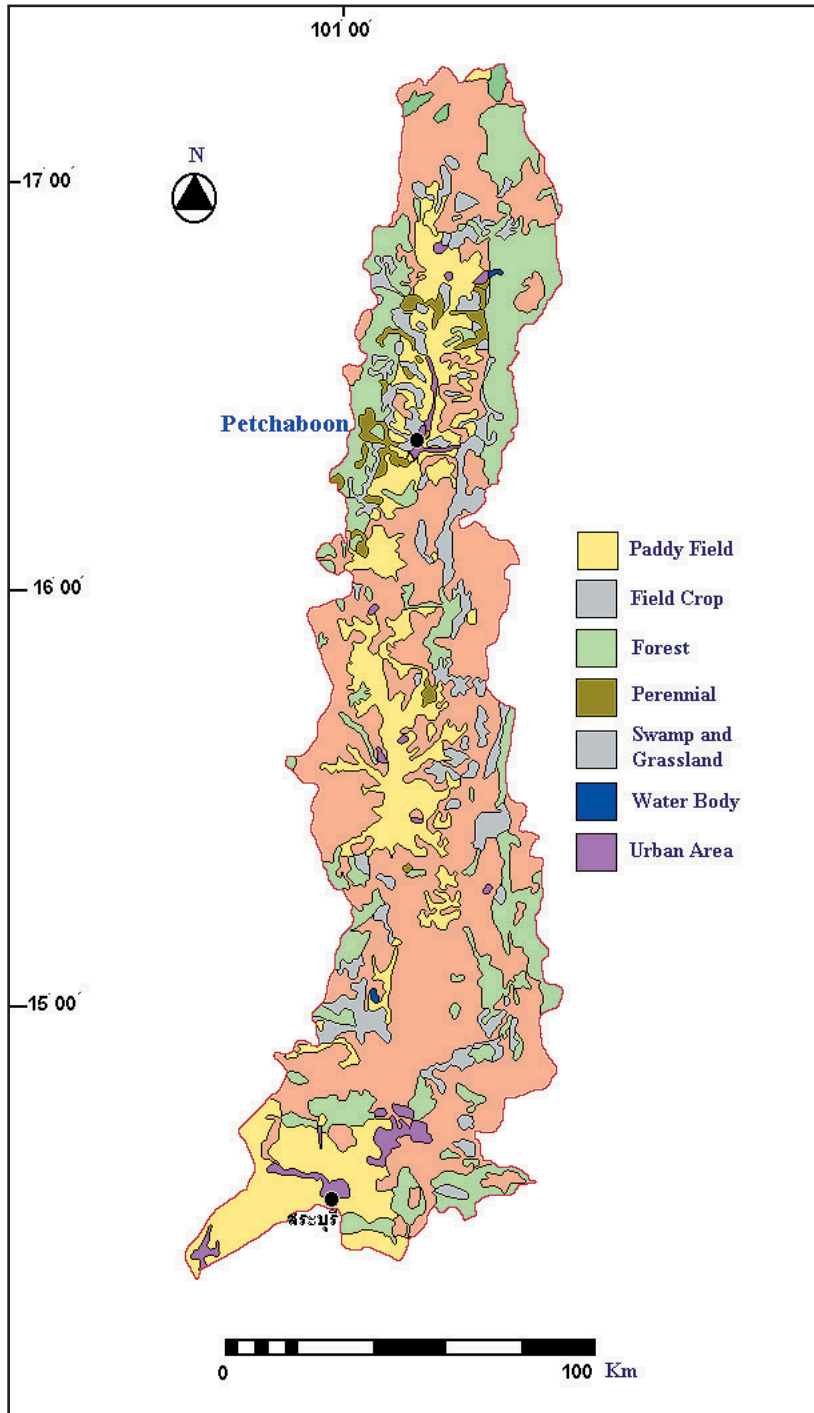 101° 00'
N
17° 00'
Petchaboon
Paddy Field
16° 00'
Field Crop
Forest
Perennial
Swamp and
Grassland
Water Body
Urban Area
15° 00'
สระบุรี
0
100
Km